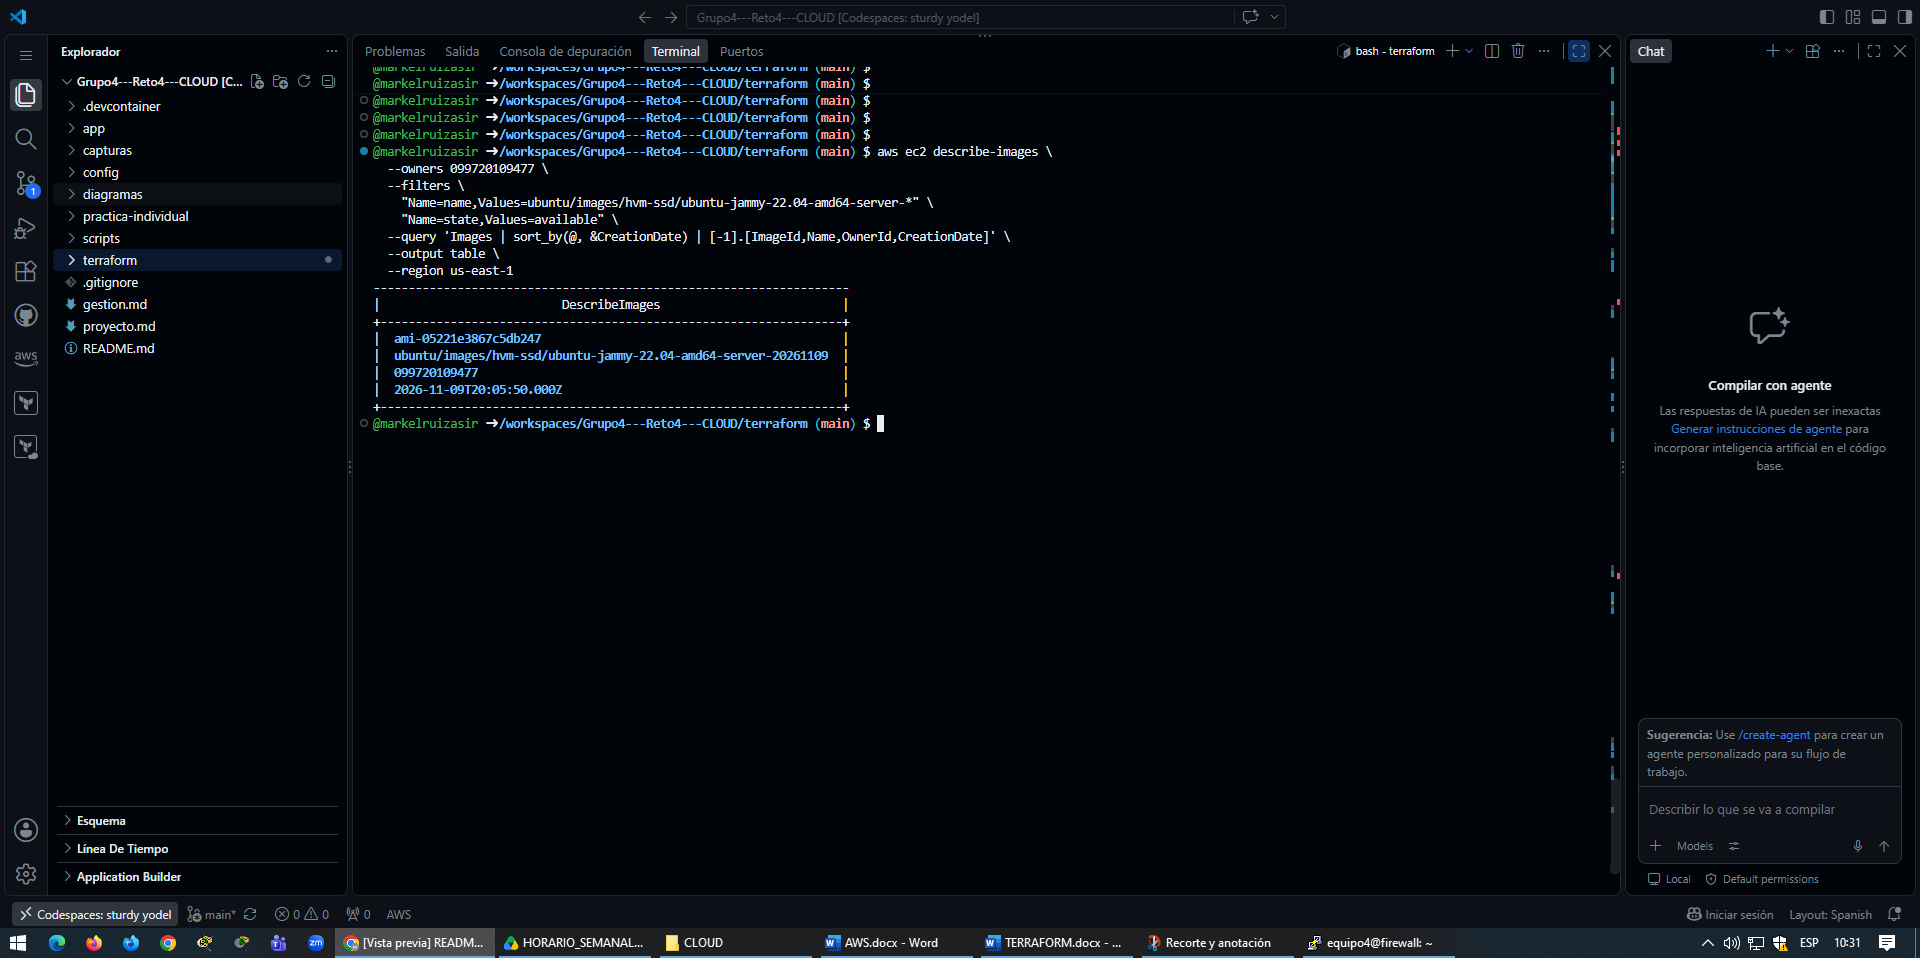 Grupo4---Reto4---CLOUD [Codespaces: sturdy yodel]
Explorador
Grupo4---Reto4---CLOUD [C...
.devcontainer
app
capturas
config
diagramas
practica-individual
scripts
terraform
.gitignore
gestion.md
proyecto.md
README.md
Esquema
Línea De Tiempo
Application Builder
1
aws
Problemas Salida Consola de depuración Terminal Puertos
bash - terraform
@markelruizasir ➜/workspaces/Grupo4---Reto4---CLOUD/terraform (main) $
@markelruizasir ➜/workspaces/Grupo4---Reto4---CLOUD/terraform (main) $
@markelruizasir ➜/workspaces/Grupo4---Reto4---CLOUD/terraform (main) $
@markelruizasir ➜/workspaces/Grupo4---Reto4---CLOUD/terraform (main) $
@markelruizasir ➜/workspaces/Grupo4---Reto4---CLOUD/terraform (main) $
@markelruizasir ➜/workspaces/Grupo4---Reto4---CLOUD/terraform (main) $ aws ec2 describe-images \
--owners 099720109477 \
--filters \
"Name=name,Values=ubuntu/images/hvm-ssd/ubuntu-jammy-22.04-amd64-server-*" \
"Name=state,Values=available" \
--query 'Images | sort_by(@, &CreationDate) | [-1].[ImageId,Name,OwnerId,CreationDate]' \
--output table \
--region us-east-1
-------------------------------------------------------------------
| DescribeImages |
+-----------------------------------------------------------------+
| ami-05221e3867c5db247 |
| ubuntu/images/hvm-ssd/ubuntu-jammy-22.04-amd64-server-20261109 |
| 099720109477 |
| 2026-11-09T20:05:50.000Z |
+-----------------------------------------------------------------+
@markelruizasir ➜/workspaces/Grupo4---Reto4---CLOUD/terraform (main) $
Chat
Compilar con agente
Las respuestas de IA pueden ser inexactas
Generar instrucciones de agente para
incorporar inteligencia artificial en el código
base.
Sugerencia: Use /create-agent para crear un
agente personalizado para su flujo de
trabajo.
Describir lo que se va a compilar
Models
Local Default permissions
Codespaces: sturdy yodel main* 0 0 0 AWS
Iniciar sesión Layout: Spanish
[Vista previa] READM... HORARIO_SEMANAL... CLOUD AWS.docx - Word TERRAFORM.docx - ... Recorte y anotación equipo4@firewall: ~
ESP 10:31